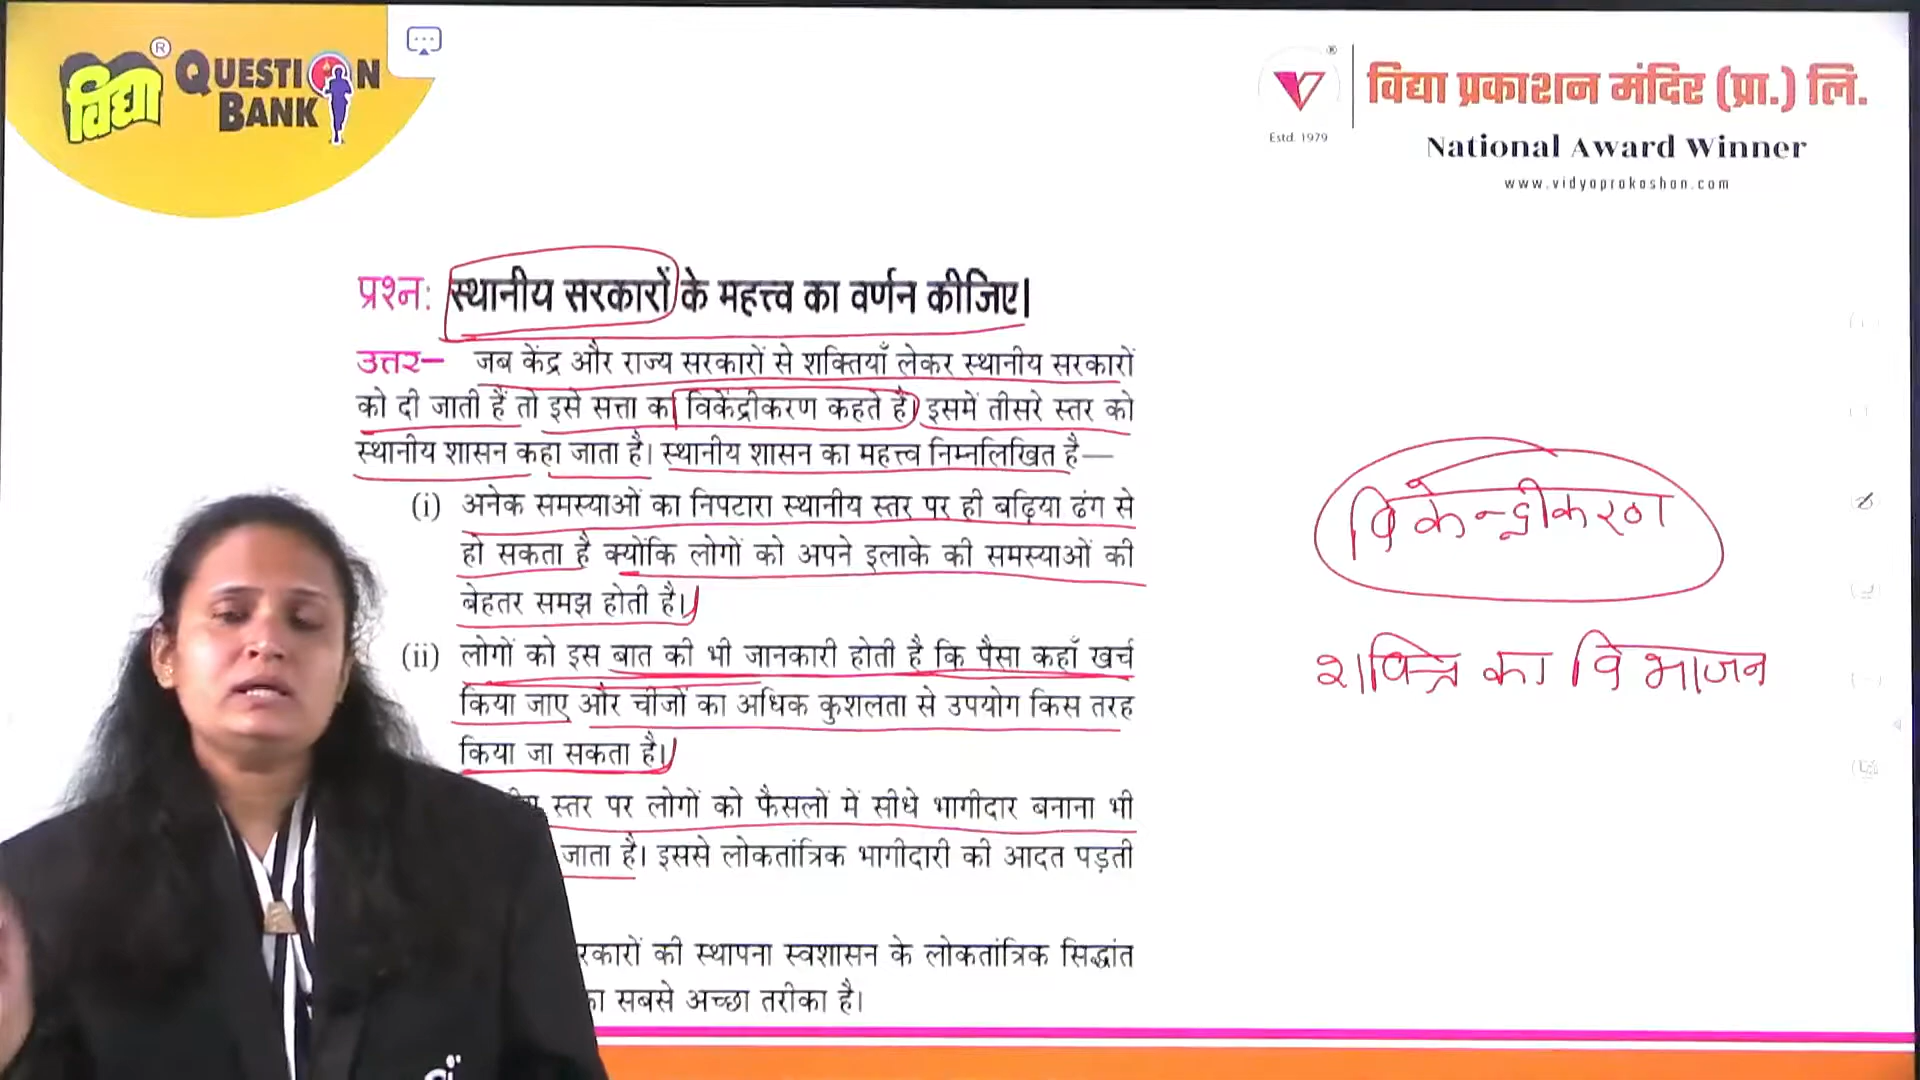 विद्या
®
QUESTION
BANK
®
Estd. 1979
विद्या प्रकाशन मंदिर (प्रा.) लि.
National Award Winner
www.vidyaprakashan.com
प्रश्न: स्थानीय सरकारों के महत्त्व का वर्णन कीजिए।
उत्तर– जब केंद्र और राज्य सरकारों से शक्तियाँ लेकर स्थानीय सरकारों
को दी जाती हैं तो इसे सत्ता का विकेंद्रीकरण कहते हैं। इसमें तीसरे स्तर को
स्थानीय शासन कहा जाता है। स्थानीय शासन का महत्त्व निम्नलिखित है—
(i) अनेक समस्याओं का निपटारा स्थानीय स्तर पर ही बढ़िया ढंग से
हो सकता है क्योंकि लोगों को अपने इलाके की समस्याओं की
बेहतर समझ होती है।
(ii) लोगों को इस बात की भी जानकारी होती है कि पैसा कहाँ खर्च
किया जाए और चीजों का अधिक कुशलता से उपयोग किस तरह
किया जा सकता है।
स्तर पर लोगों को फैसलों में सीधे भागीदार बनाना भी
जाता है। इससे लोकतांत्रिक भागीदारी की आदत पड़ती
की स्थापना स्वशासन के लोकतांत्रिक सिद्धांत
सबसे अच्छा तरीका है।
विकेन्द्रीकरण
शक्ति का विभाजन